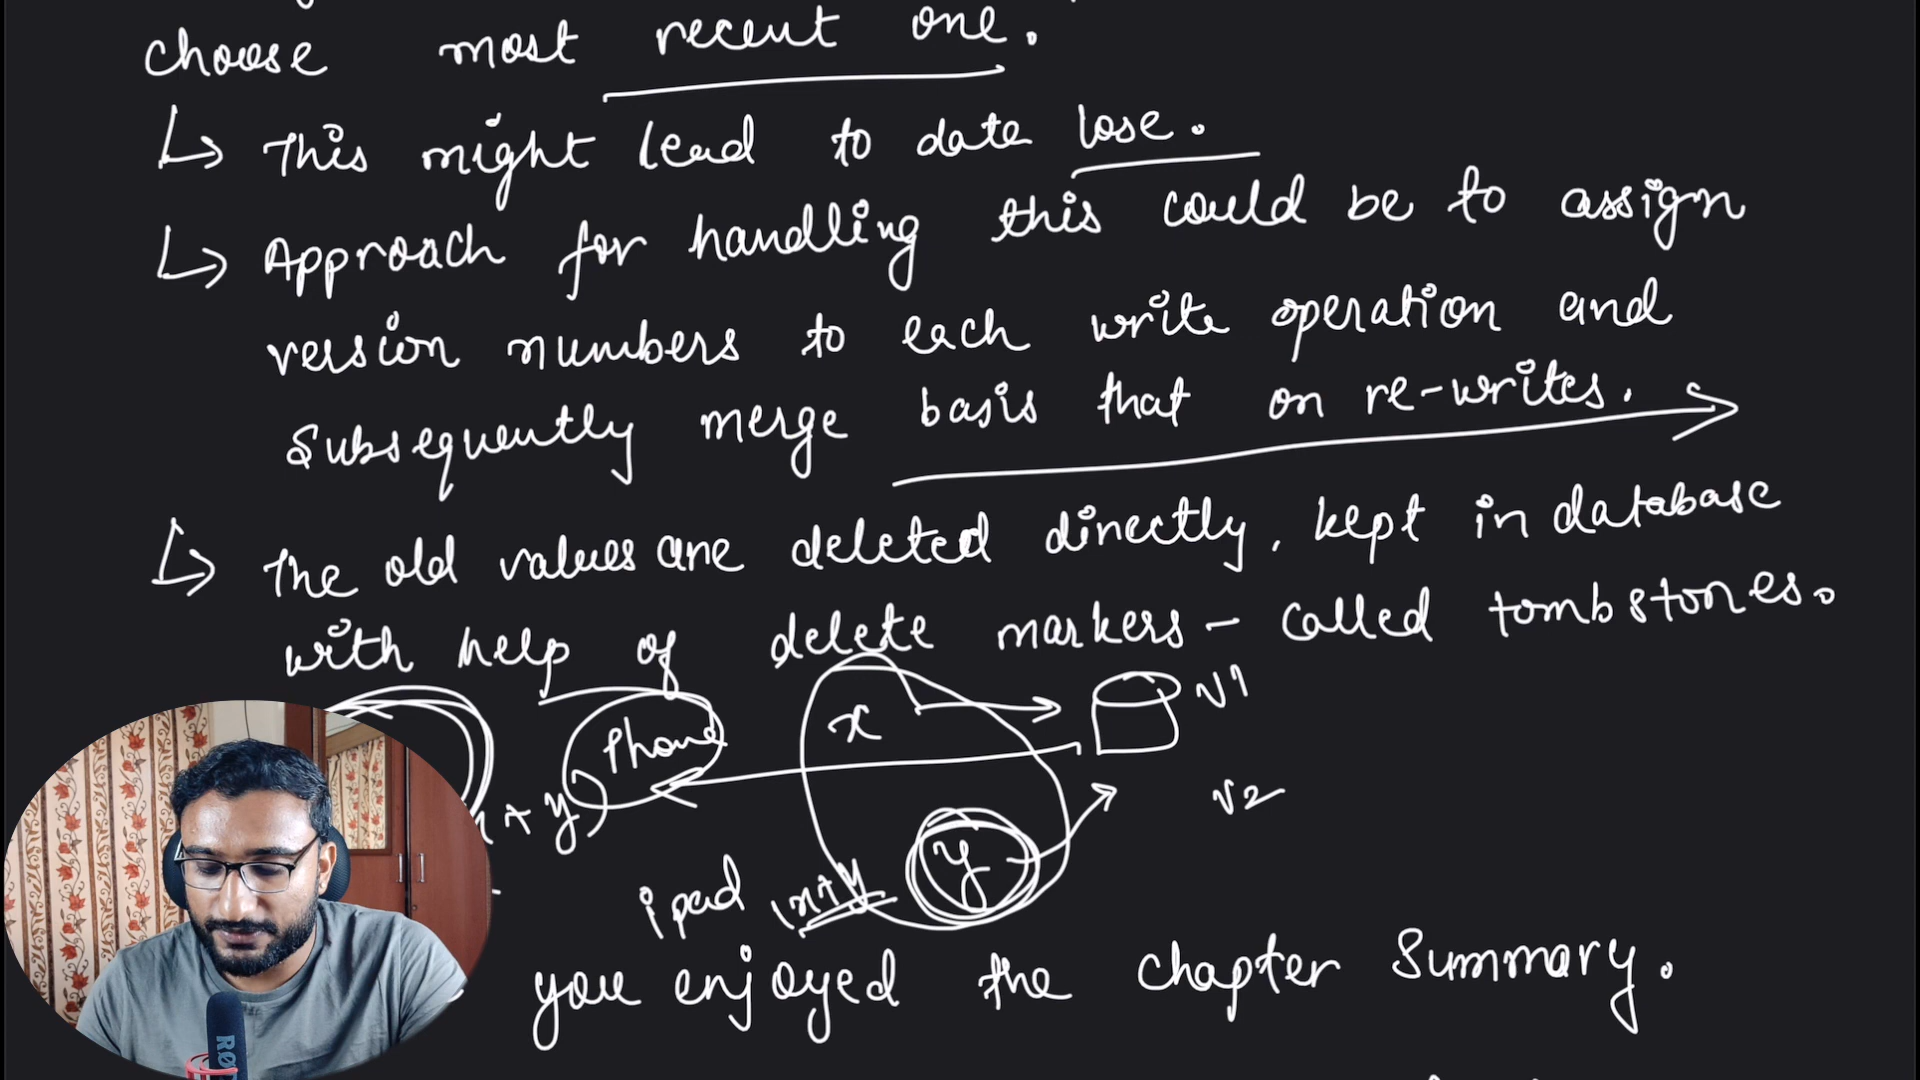 choose most recent one.
↳ This might lead to date lose.
↳ Approach for handling this could be to assign
version numbers to each write operation and
Subsequently merge basis that on re-writes.
↳ The old values are deleted directly, kept in database
with help of delete markers - called tombstones.
Phone
x
v1
x + y
y
v2
ipad
(x+y
you enjoyed the chapter Summary.
RØ